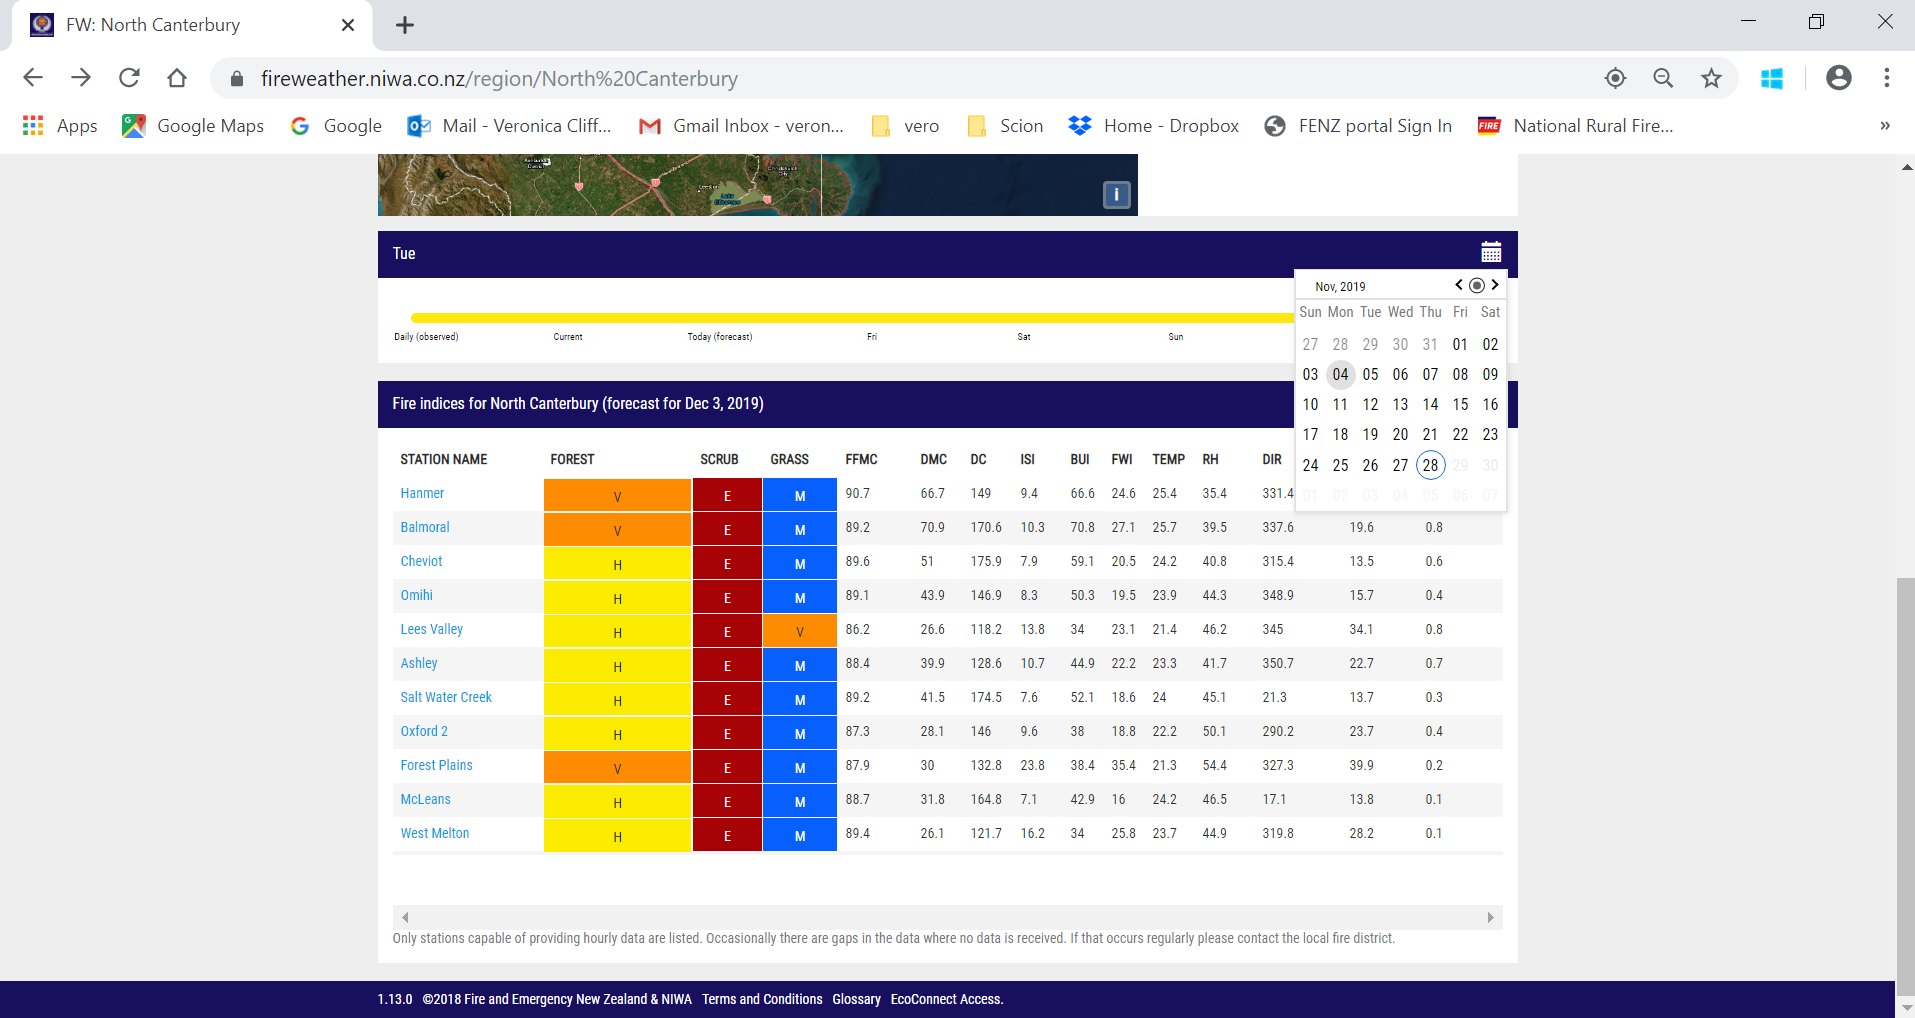 FW: North Canterbury
fireweather.niwa.co.nz/region/North%20Canterbury
Apps Google Maps Google Mail - Veronica Cliff... Gmail Inbox - veron... vero Scion Home - Dropbox FENZ portal Sign In FIRE National Rural Fire... »
i
Tue
Daily (observed) Current Today (forecast) Fri Sat Sun
Nov, 2019
Sun Mon Tue Wed Thu Fri Sat
27 28 29 30 31 01 02
03 04 05 06 07 08 09
10 11 12 13 14 15 16
17 18 19 20 21 22 23
24 25 26 27 28 29 30
01 02 03 04 05 06 07
Fire indices for North Canterbury (forecast for Dec 3, 2019)
STATION NAME FOREST SCRUB GRASS FFMC DMC DC ISI BUI FWI TEMP RH DIR
Hanmer V E M 90.7 66.7 149 9.4 66.6 24.6 25.4 35.4 331.4
Balmoral V E M 89.2 70.9 170.6 10.3 70.8 27.1 25.7 39.5 337.6 19.6 0.8
Cheviot H E M 89.6 51 175.9 7.9 59.1 20.5 24.2 40.8 315.4 13.5 0.6
Omihi H E M 89.1 43.9 146.9 8.3 50.3 19.5 23.9 44.3 348.9 15.7 0.4
Lees Valley H E V 86.2 26.6 118.2 13.8 34 23.1 21.4 46.2 345 34.1 0.8
Ashley H E M 88.4 39.9 128.6 10.7 44.9 22.2 23.3 41.7 350.7 22.7 0.7
Salt Water Creek H E M 89.2 41.5 174.5 7.6 52.1 18.6 24 45.1 21.3 13.7 0.3
Oxford 2 H E M 87.3 28.1 146 9.6 38 18.8 22.2 50.1 290.2 23.7 0.4
Forest Plains V E M 87.9 30 132.8 23.8 38.4 35.4 21.3 54.4 327.3 39.9 0.2
McLeans H E M 88.7 31.8 164.8 7.1 42.9 16 24.2 46.5 17.1 13.8 0.1
West Melton H E M 89.4 26.1 121.7 16.2 34 25.8 23.7 44.9 319.8 28.2 0.1
Only stations capable of providing hourly data are listed. Occasionally there are gaps in the data where no data is received. If that occurs regularly please contact the local fire district.
1.13.0 ©2018 Fire and Emergency New Zealand & NIWA Terms and Conditions Glossary EcoConnect Access.